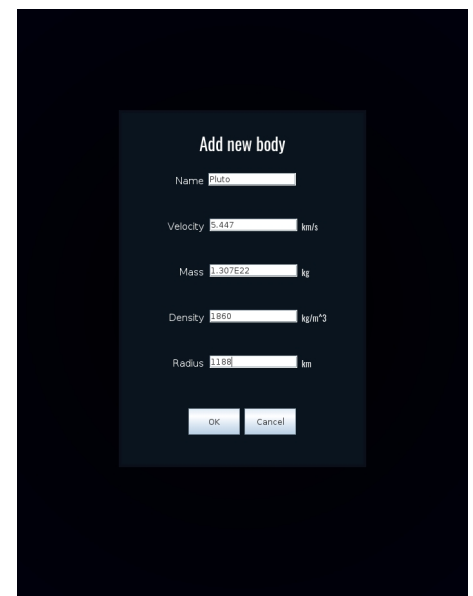 Add new body
Name Pluto
Velocity 5.447 km/s
Mass 1.307E22 kg
Density 1860 kg/m^3
Radius 1188 km
OK Cancel